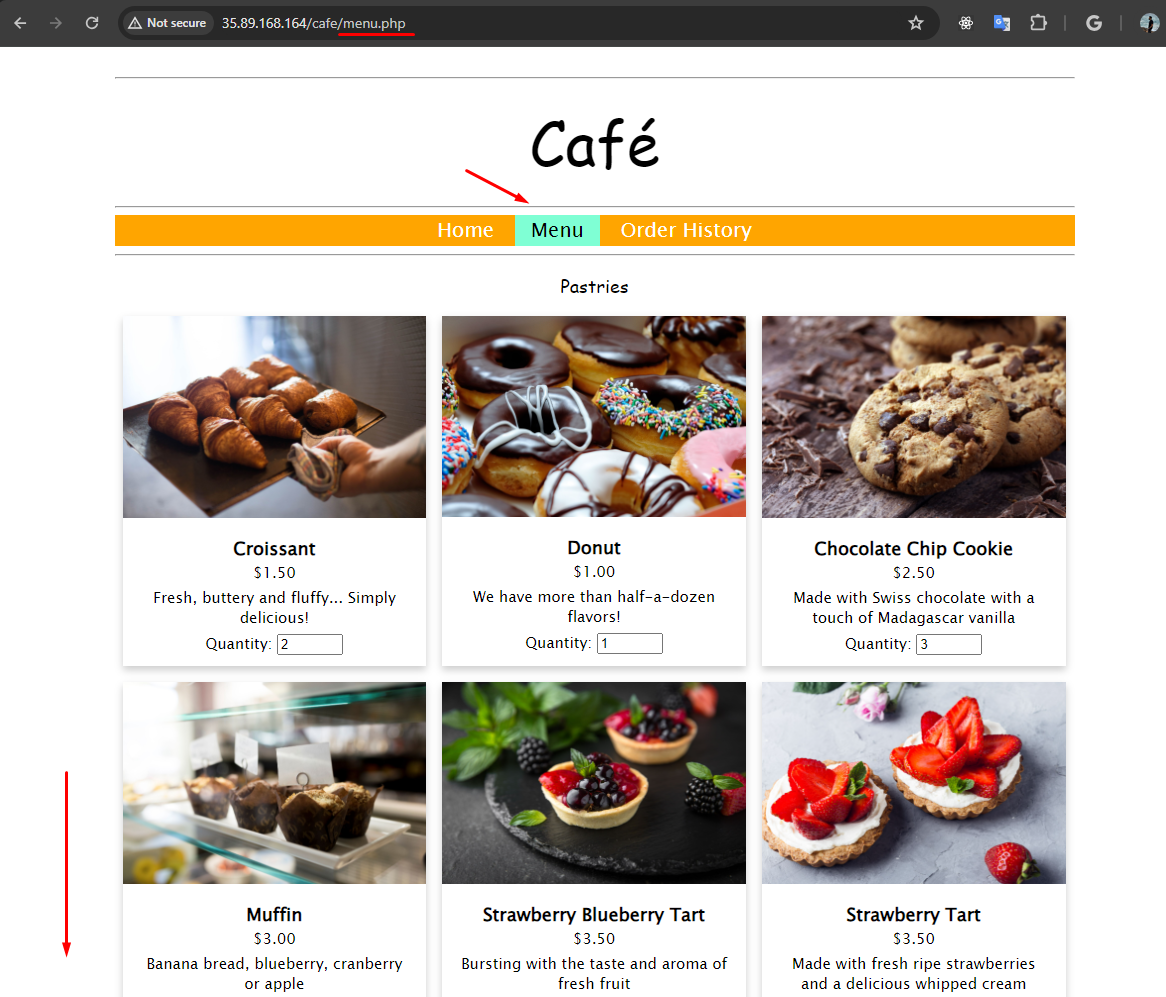 Not secure
35.89.168.164/cafe/menu.php
Café
Home Menu Order History
Pastries
Croissant
$1.50
Fresh, buttery and fluffy... Simply
delicious!
Quantity: 2
Donut
$1.00
We have more than half-a-dozen
flavors!
Quantity: 1
Chocolate Chip Cookie
$2.50
Made with Swiss chocolate with a
touch of Madagascar vanilla
Quantity: 3
Muffin
$3.00
Banana bread, blueberry, cranberry
or apple
Strawberry Blueberry Tart
$3.50
Bursting with the taste and aroma of
fresh fruit
Strawberry Tart
$3.50
Made with fresh ripe strawberries
and a delicious whipped cream